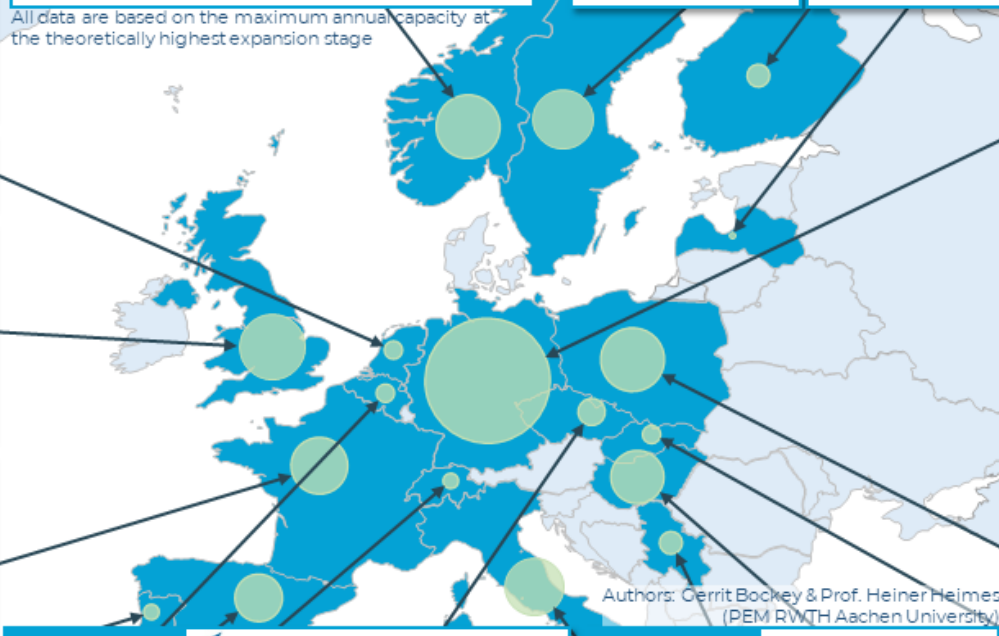 All data are based on the maximum annual capacity at
the theoretically highest expansion stage
Authors: Gerrit Bockey & Prof. Heiner Heimes
(PEM RWTH Aachen University)